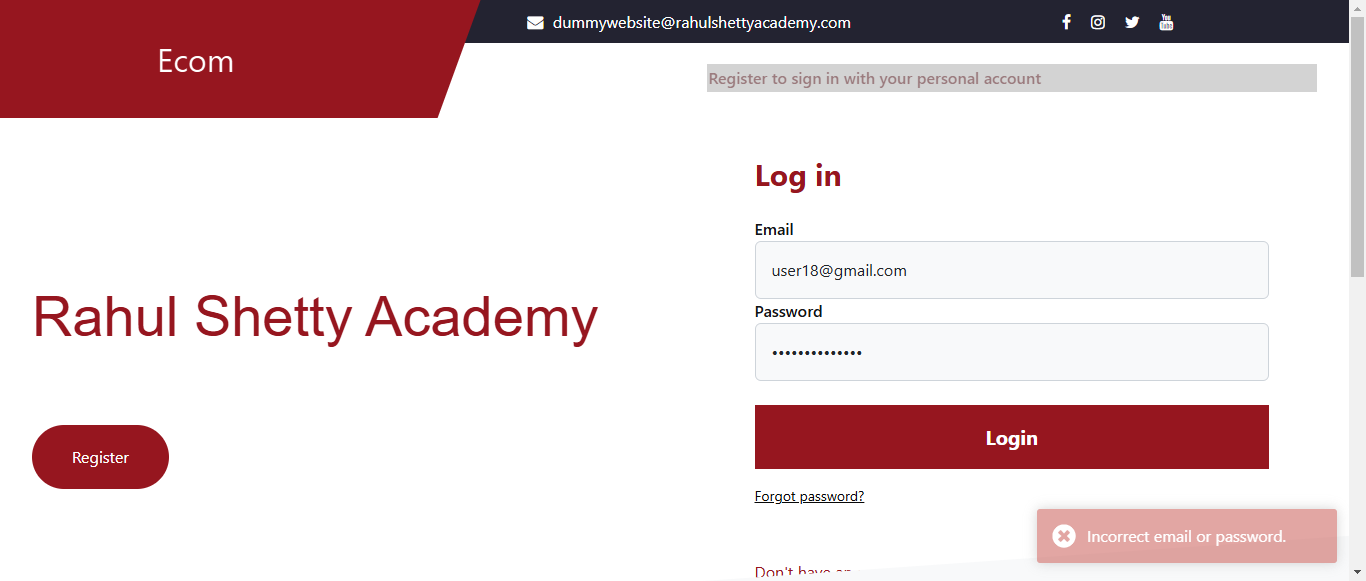 dummywebsite@rahulshettyacademy.com
Ecom
Register to sign in with your personal account
Log in
Email
user18@gmail.com
Password
••••••••••••••
Rahul Shetty Academy
Login
Register
Forgot password?
Incorrect email or password.
Don't have an